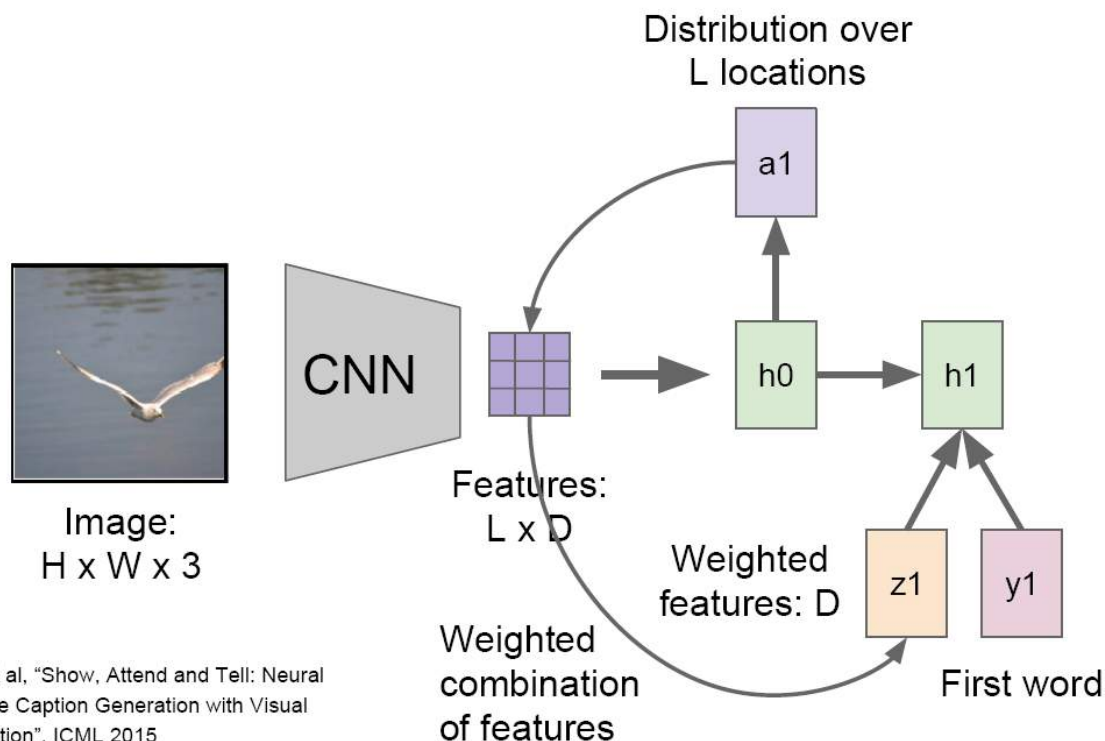 Distribution over
L locations
a1
CNN
h0
h1
Features:
L x D
Image:
H x W x 3
Weighted
features: D
z1
y1
Weighted
combination
of features
First word
al, “Show, Attend and Tell: Neural
e Caption Generation with Visual
tion”, ICML 2015